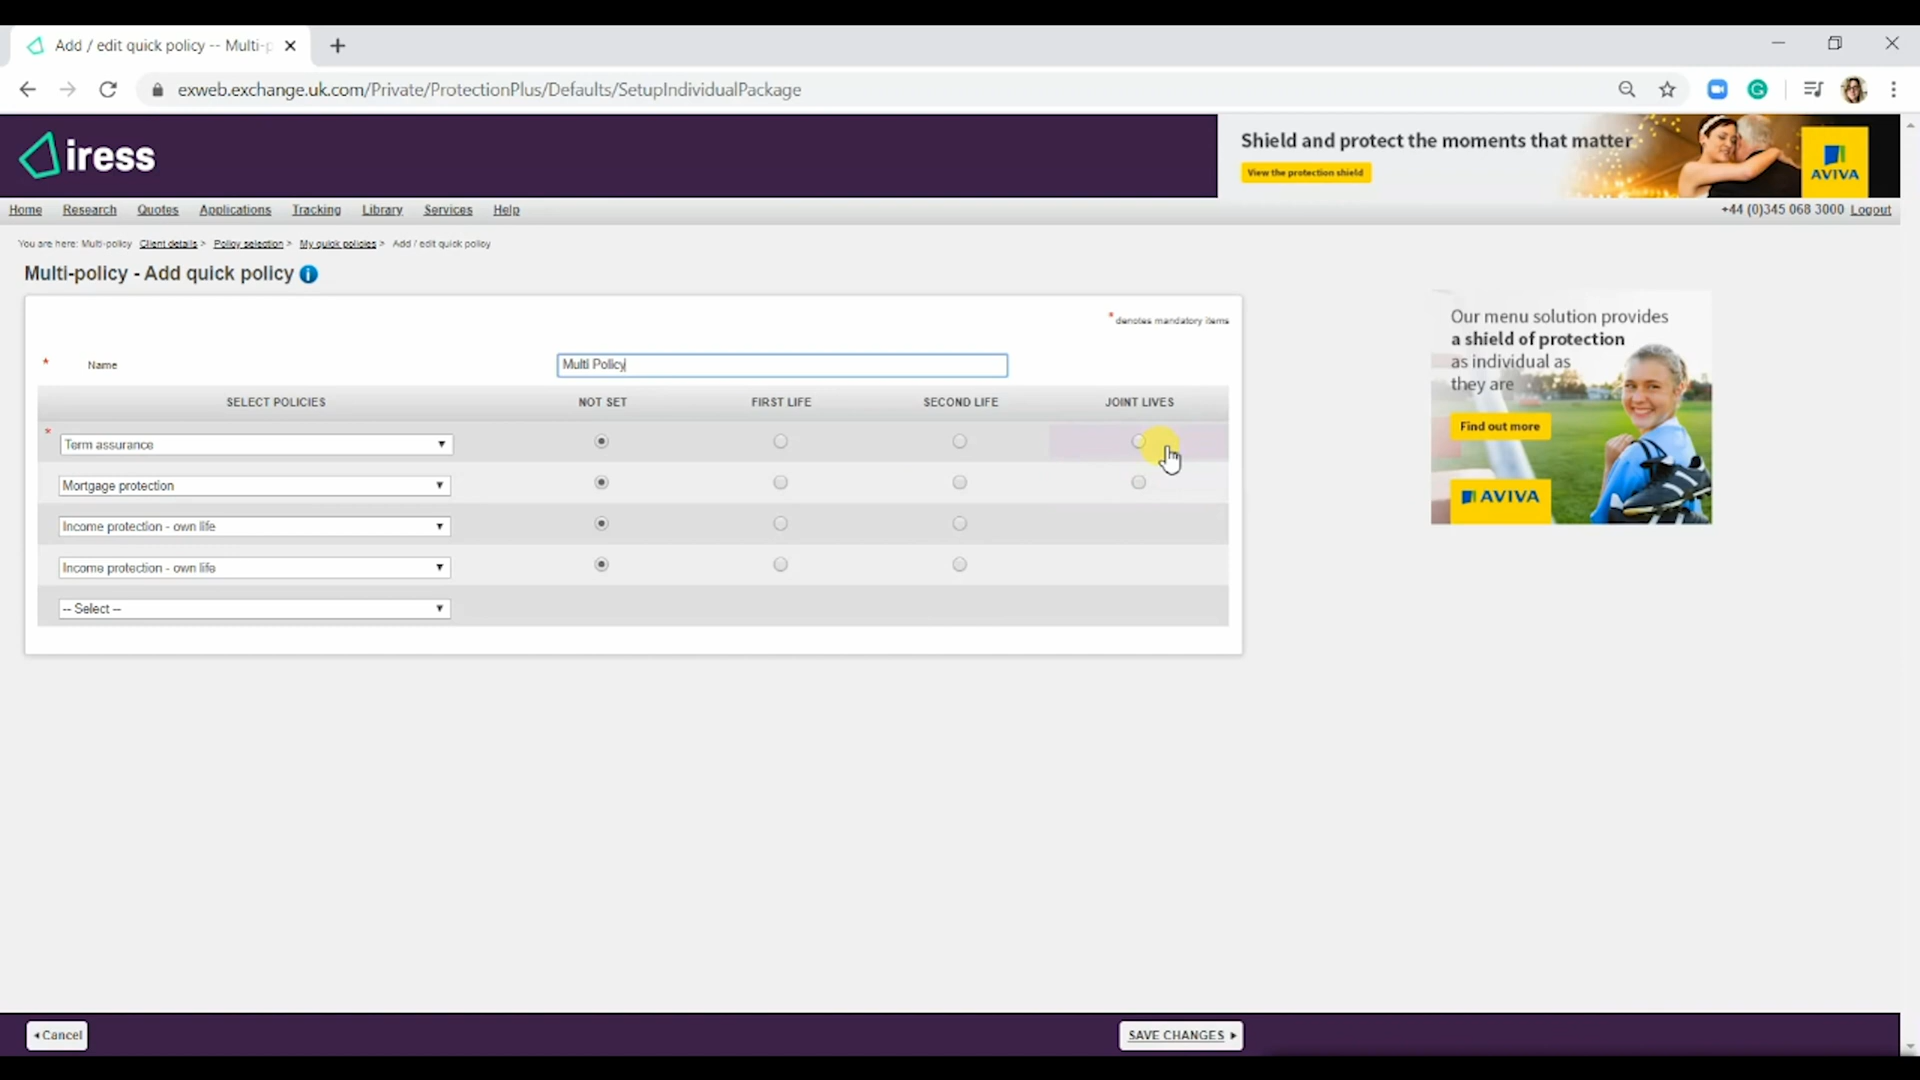 Add / edit quick policy -- Multi-p
exweb.exchange.uk.com/Private/ProtectionPlus/Defaults/SetupIndividualPackage
iress
Shield and protect the moments that matter
View the protection shield
AVIVA
Home Research Quotes Applications Tracking Library Services Help
+44 (0)345 068 3000 Logout
You are here: Multi-policy Client details > Policy selection > My quick policies > Add / edit quick policy
Multi-policy - Add quick policy i
* denotes mandatory items
* Name Multi Policy
SELECT POLICIES NOT SET FIRST LIFE SECOND LIFE JOINT LIVES
* Term assurance
Mortgage protection
Income protection - own life
Income protection - own life
-- Select --
Our menu solution provides
a shield of protection
as individual as
they are
Find out more
AVIVA
Cancel
SAVE CHANGES